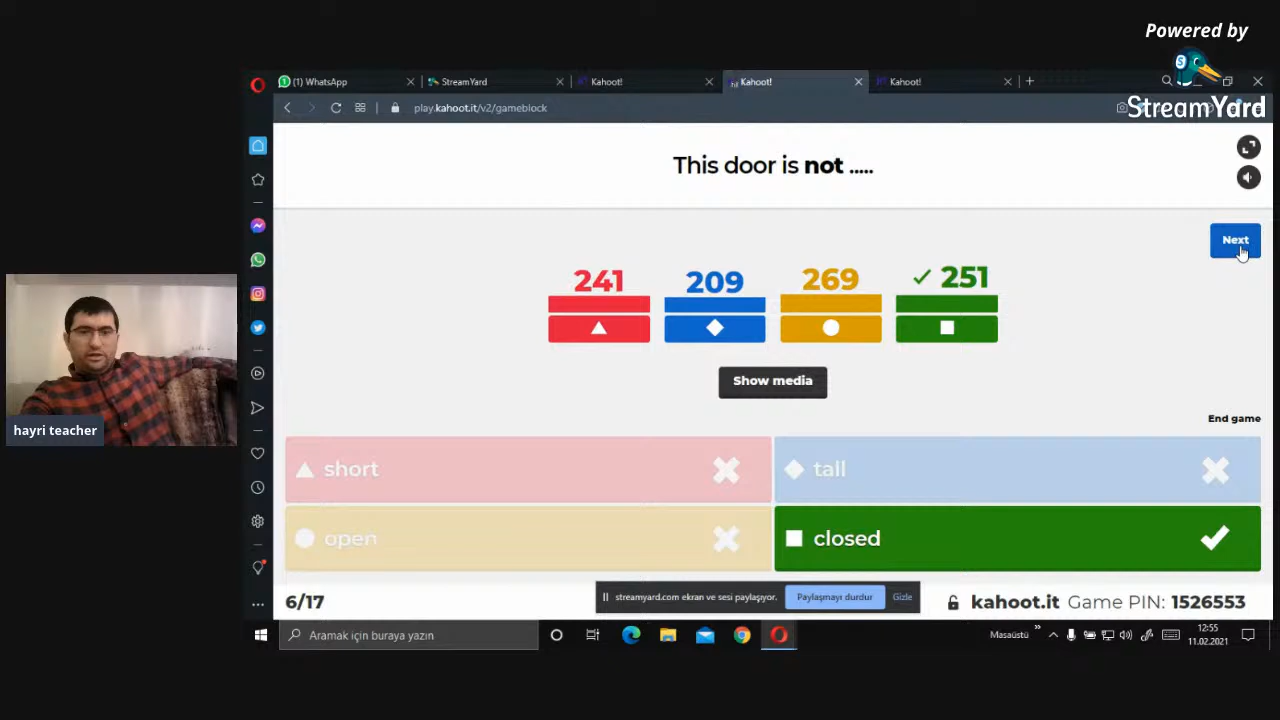 Powered by
StreamYard
(1) WhatsApp
StreamYard
Kahoot!
Kahoot!
Kahoot!
play.kahoot.it/v2/gameblock
This door is not .....
Next
241
209
269
251
Show media
hayri teacher
End game
short
tall
open
closed
6/17
streamyard.com ekran ve sesi paylaşıyor.
Paylaşmayı durdur
Gizle
kahoot.it Game PIN: 1526553
Aramak için buraya yazın
Masaüstü
12:55
11.02.2021